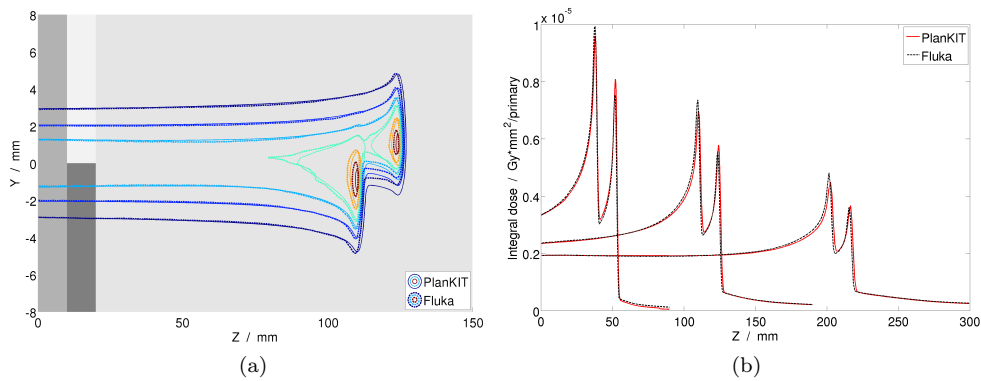 8
6
4
2
0
-2
-4
-6
-8
Y / mm
0
50
100
150
Z / mm
PlanKIT
Fluka
(a)
1 x 10⁻⁵
0.8
0.6
0.4
0.2
0
Integral dose / Gy*mm²/primary
0
50
100
150
200
250
300
Z / mm
PlanKIT
Fluka
(b)